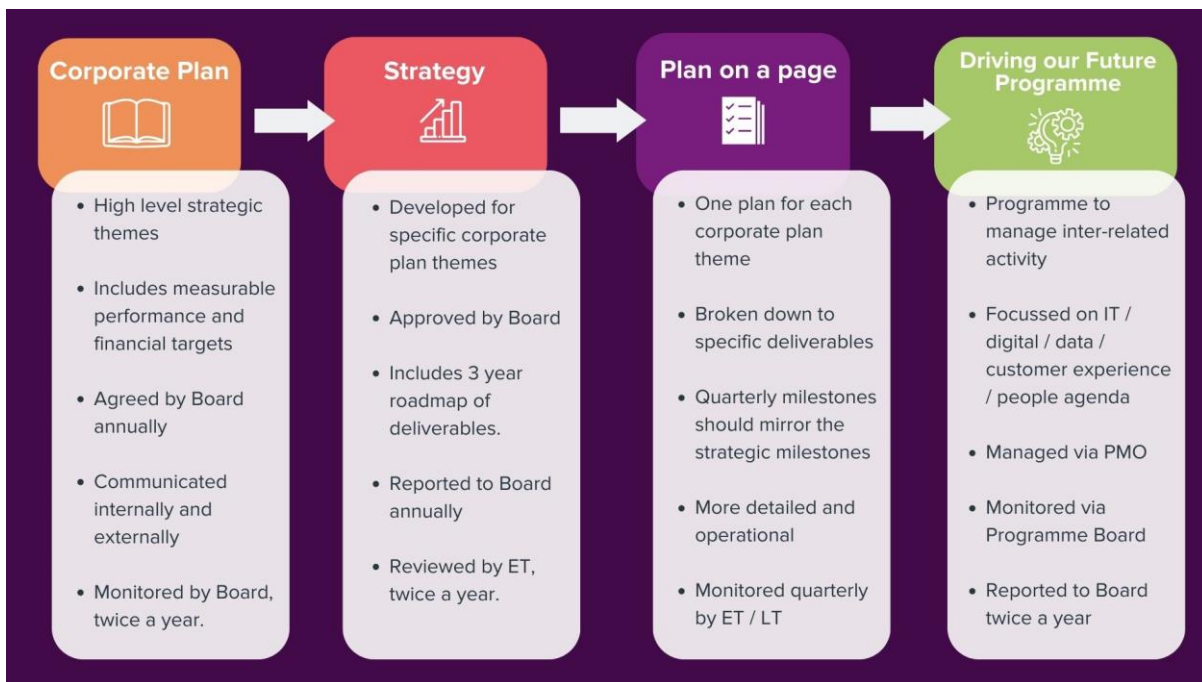 Corporate Plan
• High level strategic
themes
• Includes measurable
performance and
financial targets
• Agreed by Board
annually
• Communicated
internally and
externally
• Monitored by Board,
twice a year.
Strategy
• Developed for
specific corporate
plan themes
• Approved by Board
• Includes 3 year
roadmap of
deliverables.
• Reported to Board
annually
• Reviewed by ET,
twice a year.
Plan on a page
• One plan for each
corporate plan
theme
• Broken down to
specific deliverables
• Quarterly milestones
should mirror the
strategic milestones
• More detailed and
operational
• Monitored quarterly
by ET / LT
Driving our Future
Programme
• Programme to
manage inter-related
activity
• Focussed on IT /
digital / data /
customer experience
/ people agenda
• Managed via PMO
• Monitored via
Programme Board
• Reported to Board
twice a year